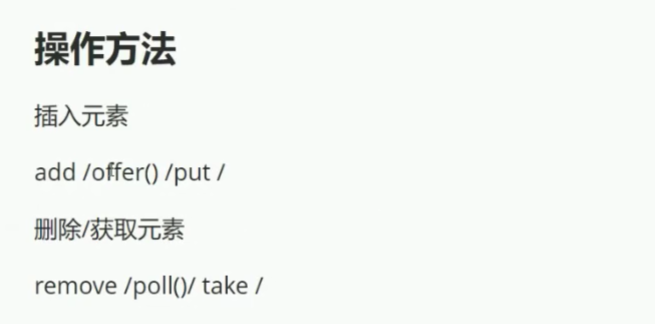 操作方法
插入元素
add /offer() /put /
删除/获取元素
remove /poll()/ take /